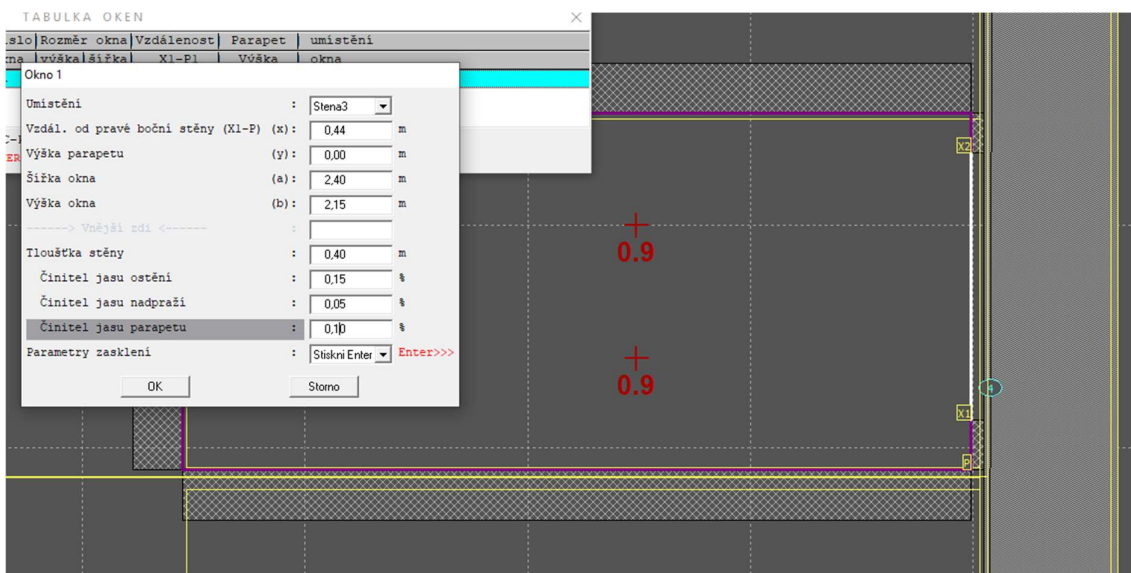 TABULKA OKEN
Rozměr okna Vzdálenost Parapet umístění
výška šířka X1-P1 Výška okna
Okno 1
Umístění : Stena3
Vzdál. od pravé boční stěny (X1-P) (x): 0,44 m
Výška parapetu (y): 0,00 m
Šířka okna (a): 2,40 m
Výška okna (b): 2,15 m
------> Vnější zdi <------ :
Tloušťka stěny : 0,40 m
Činitel jasu ostění : 0,15 %
Činitel jasu nadpraží : 0,05 %
Činitel jasu parapetu : 0,10 %
Parametry zasklení : Stiskni Enter Enter>>>
OK Storno
X2
0.9
0.9
4
X1
P